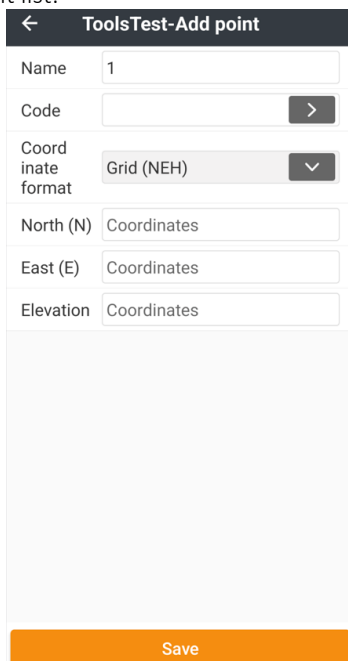 ToolsTest-Add point
Name 1
Code
Coord
inate
format
Grid (NEH)
North (N) Coordinates
East (E) Coordinates
Elevation Coordinates
Save